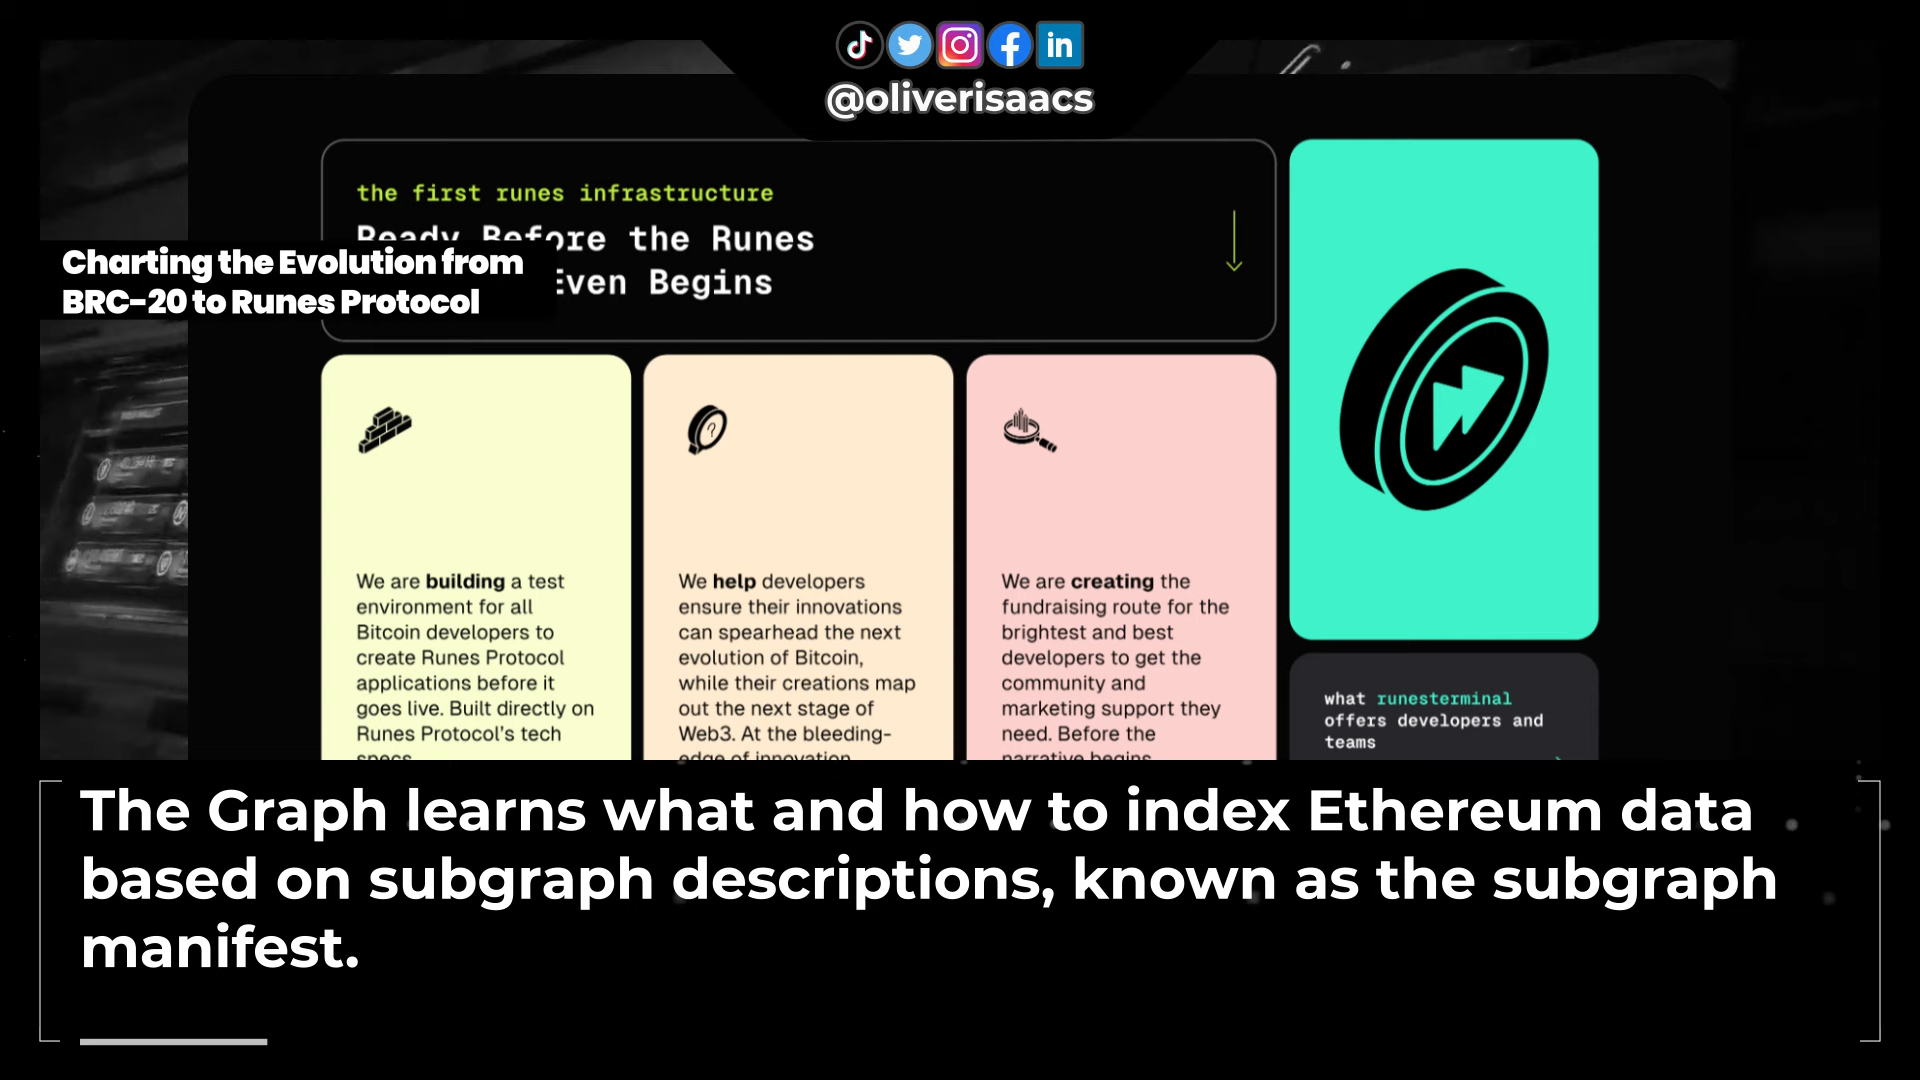 @oliverisaacs
the first runes infrastructure
Ready Before the Runes
Even Begins
Charting the Evolution from
BRC-20 to Runes Protocol
We are building a test
environment for all
Bitcoin developers to
create Runes Protocol
applications before it
goes live. Built directly on
Runes Protocol's tech
specs.
We help developers
ensure their innovations
can spearhead the next
evolution of Bitcoin,
while their creations map
out the next stage of
Web3. At the bleeding-
edge of innovation
We are creating the
fundraising route for the
brightest and best
developers to get the
community and
marketing support they
need. Before the
narrative begins
what runesterminal
offers developers and
teams
The Graph learns what and how to index Ethereum data
based on subgraph descriptions, known as the subgraph
manifest.